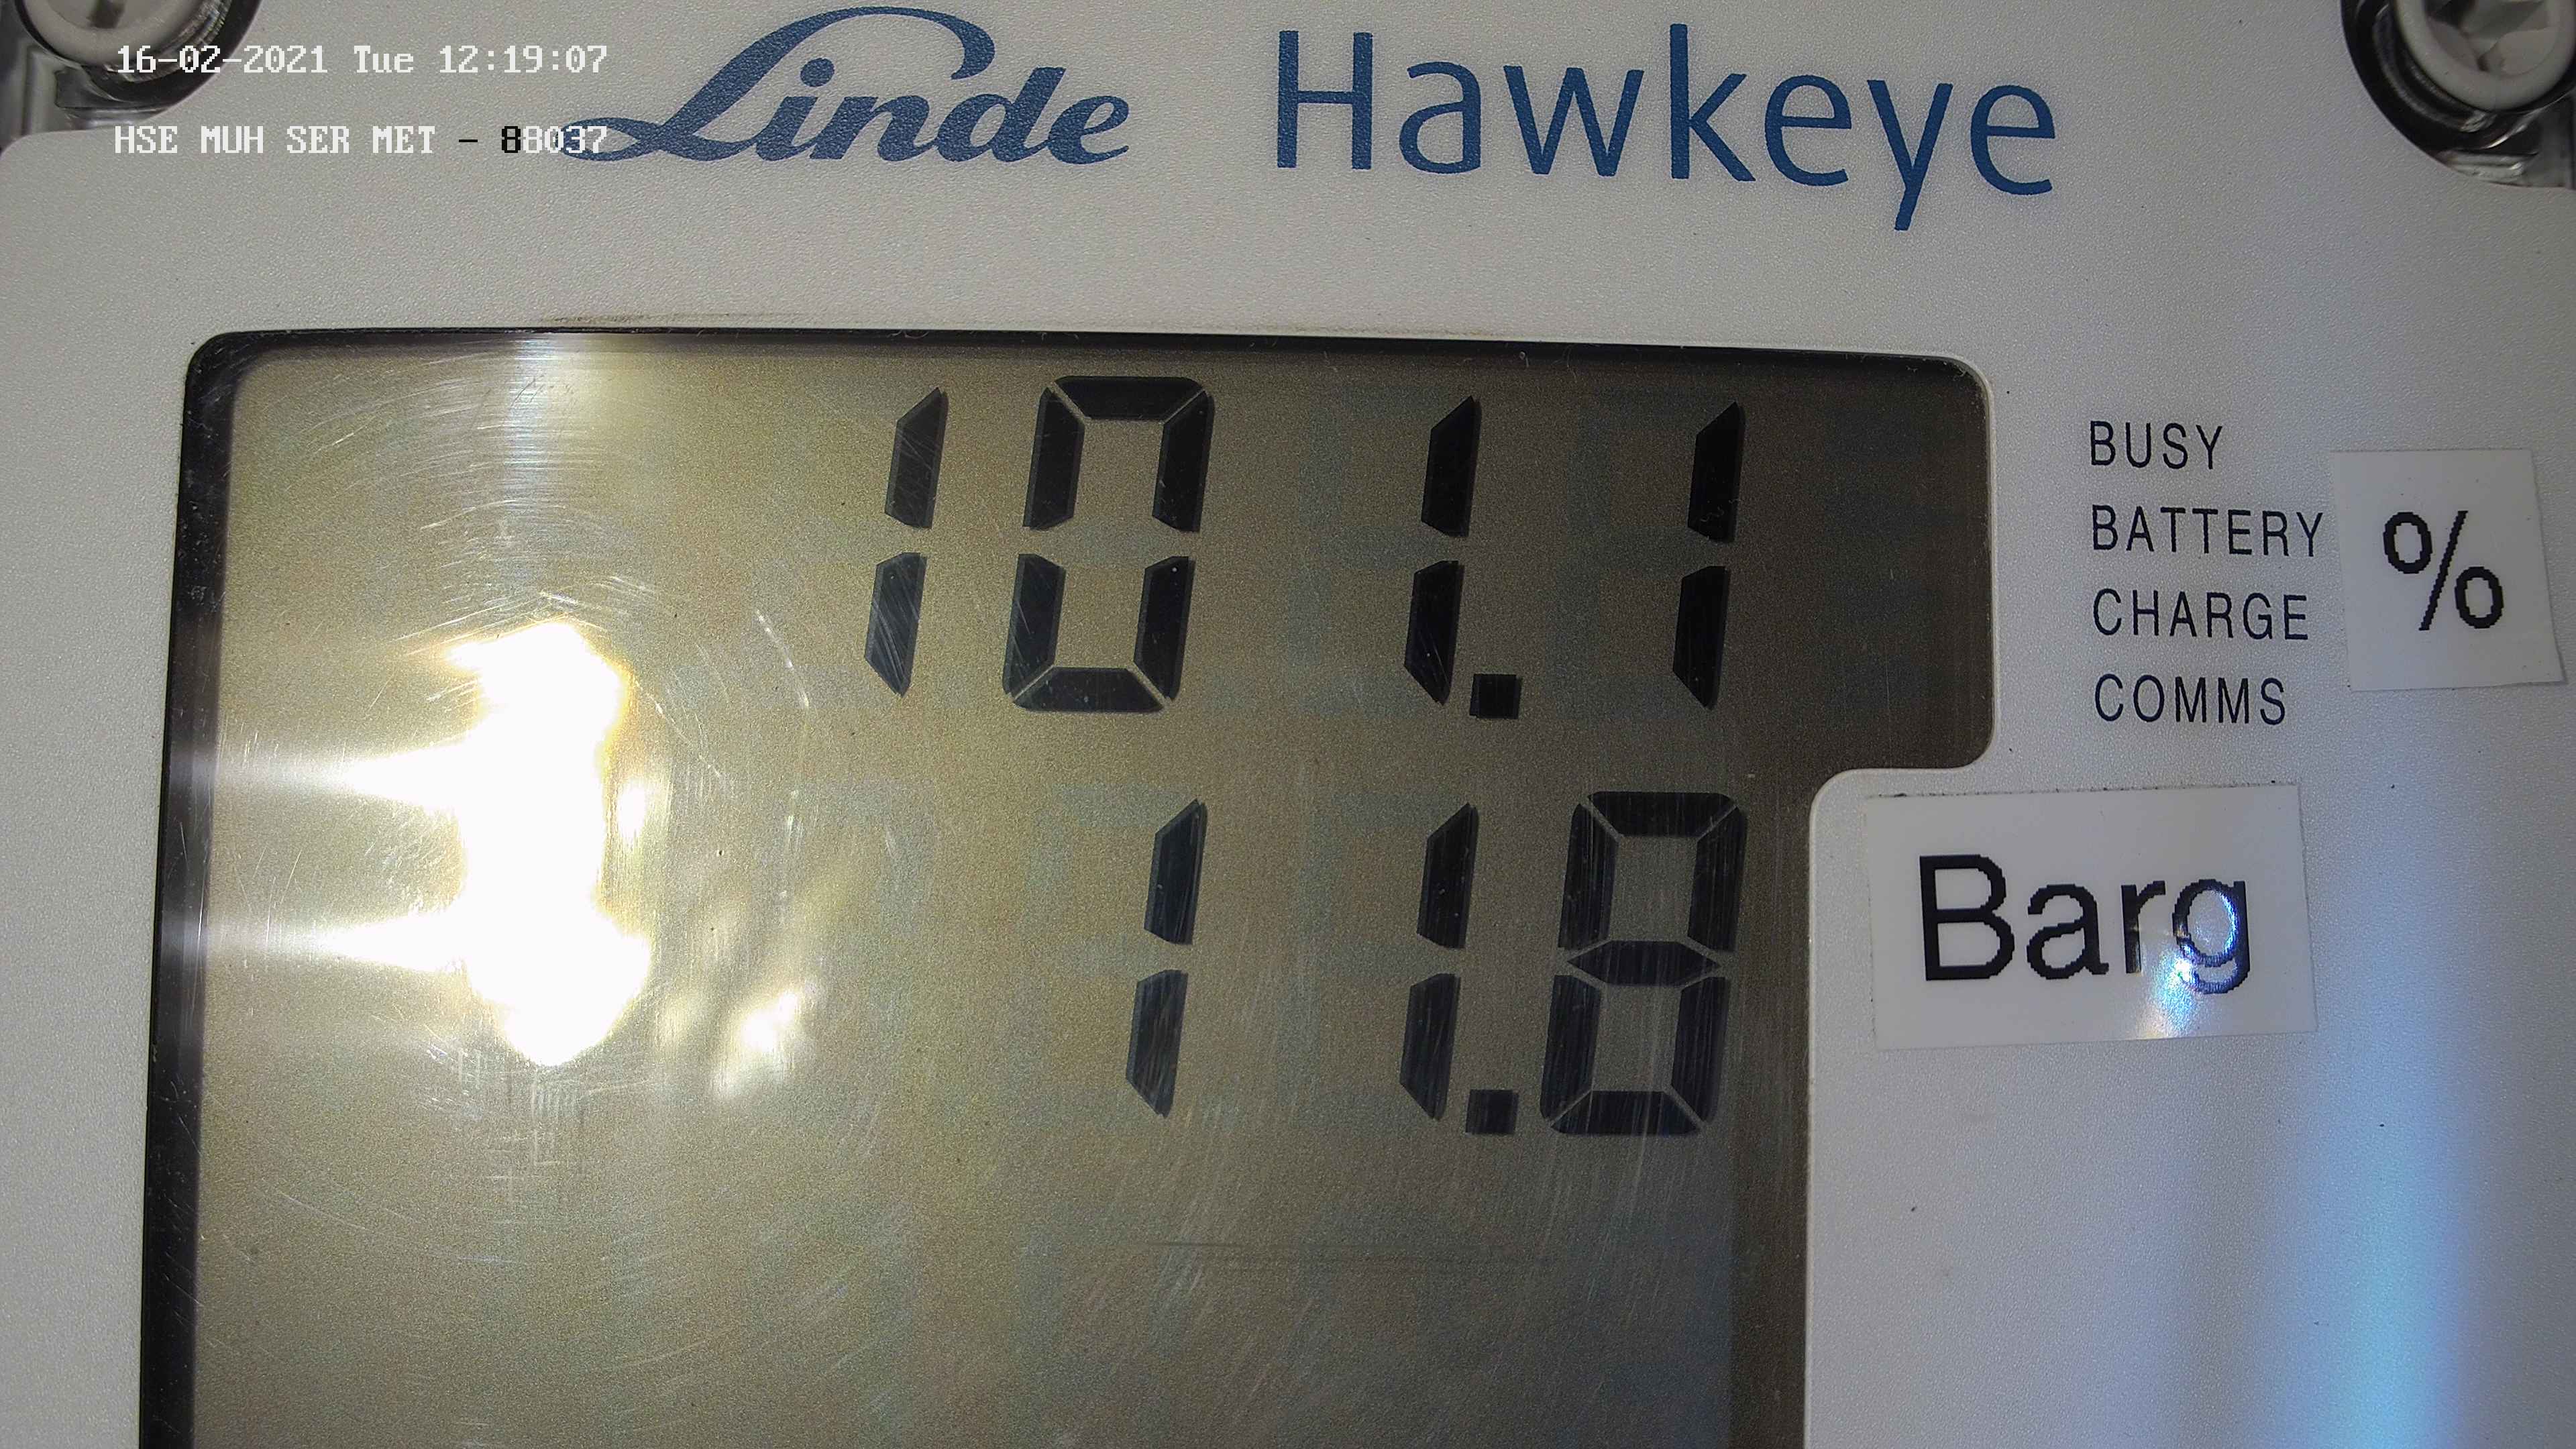 16-02-2021 Tue 12:19:07
HSE MUH SER MET - 88037
Linde Hawkeye
101.1
BUSY
BATTERY
CHARGE
COMMS
%
11.8
Barg